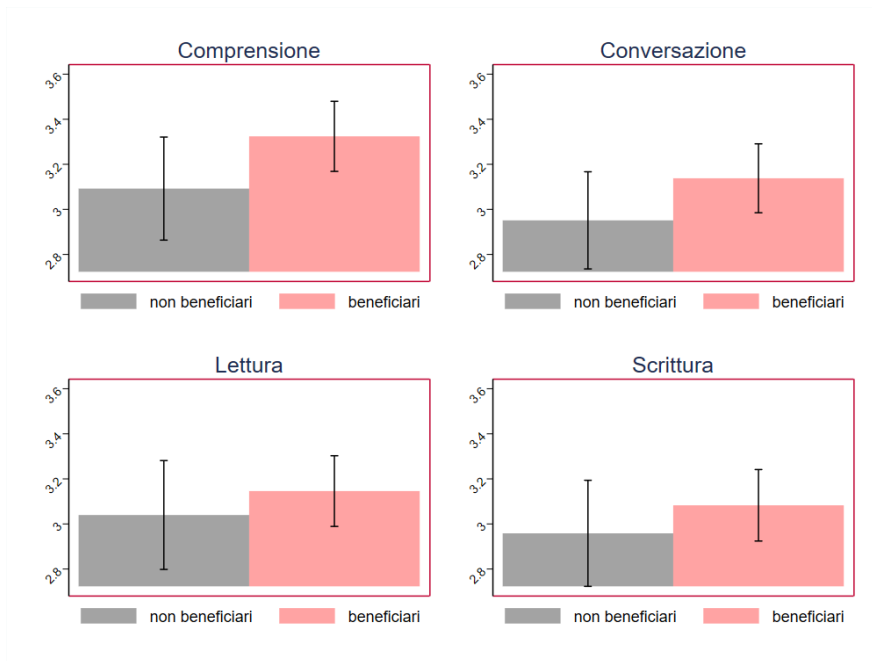 Comprensione
3.6
3.4
3.2
3
2.8
non beneficiari beneficiari
Conversazione
3.6
3.4
3.2
3
2.8
non beneficiari beneficiari
Lettura
3.6
3.4
3.2
3
2.8
non beneficiari beneficiari
Scrittura
3.6
3.4
3.2
3
2.8
non beneficiari beneficiari